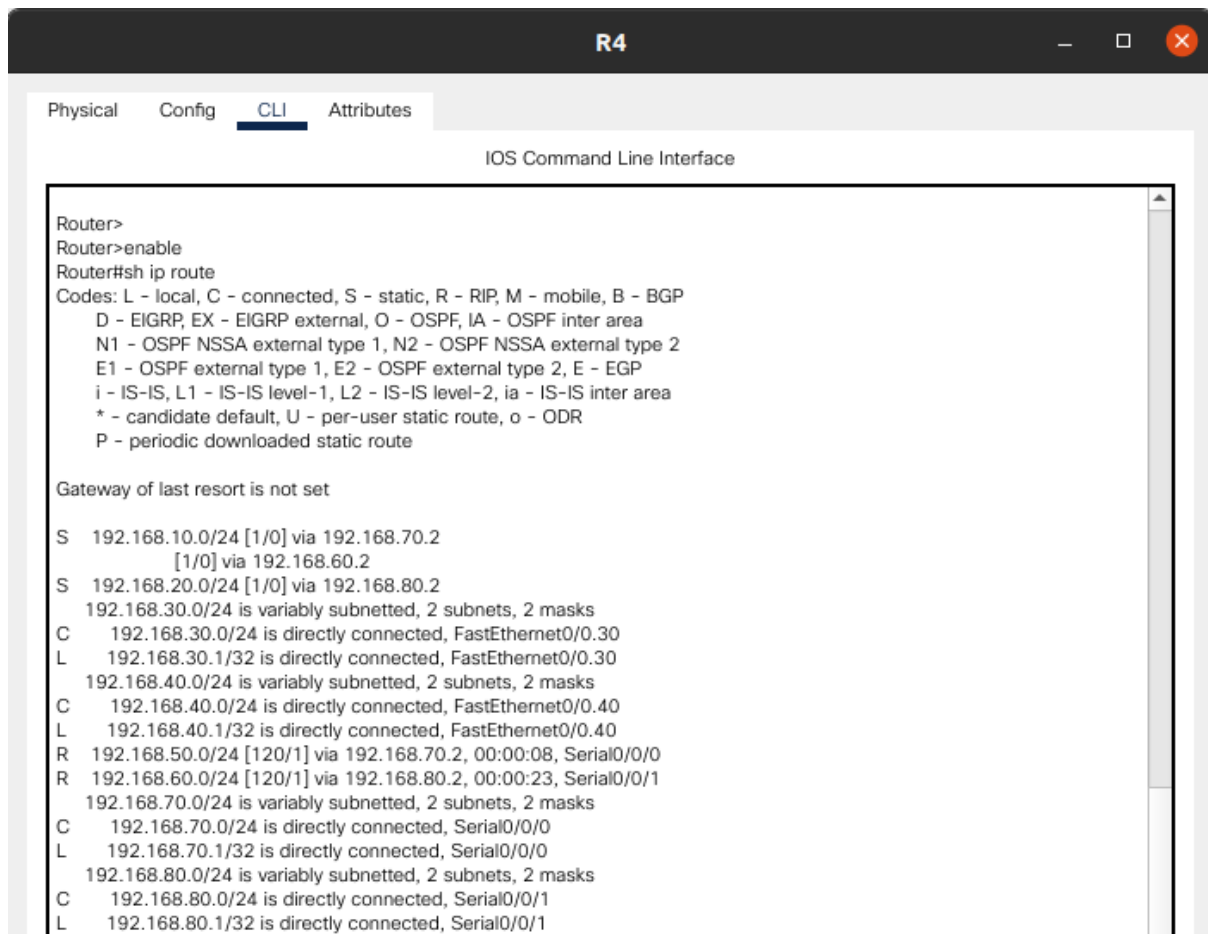 R4
Physical Config CLI Attributes
IOS Command Line Interface
Router>
Router>enable
Router#sh ip route
Codes: L - local, C - connected, S - static, R - RIP, M - mobile, B - BGP
D - EIGRP, EX - EIGRP external, O - OSPF, IA - OSPF inter area
N1 - OSPF NSSA external type 1, N2 - OSPF NSSA external type 2
E1 - OSPF external type 1, E2 - OSPF external type 2, E - EGP
i - IS-IS, L1 - IS-IS level-1, L2 - IS-IS level-2, ia - IS-IS inter area
* - candidate default, U - per-user static route, o - ODR
P - periodic downloaded static route
Gateway of last resort is not set
S 192.168.10.0/24 [1/0] via 192.168.70.2
[1/0] via 192.168.60.2
S 192.168.20.0/24 [1/0] via 192.168.80.2
192.168.30.0/24 is variably subnetted, 2 subnets, 2 masks
C 192.168.30.0/24 is directly connected, FastEthernet0/0.30
L 192.168.30.1/32 is directly connected, FastEthernet0/0.30
192.168.40.0/24 is variably subnetted, 2 subnets, 2 masks
C 192.168.40.0/24 is directly connected, FastEthernet0/0.40
L 192.168.40.1/32 is directly connected, FastEthernet0/0.40
R 192.168.50.0/24 [120/1] via 192.168.70.2, 00:00:08, Serial0/0/0
R 192.168.60.0/24 [120/1] via 192.168.80.2, 00:00:23, Serial0/0/1
192.168.70.0/24 is variably subnetted, 2 subnets, 2 masks
C 192.168.70.0/24 is directly connected, Serial0/0/0
L 192.168.70.1/32 is directly connected, Serial0/0/0
192.168.80.0/24 is variably subnetted, 2 subnets, 2 masks
C 192.168.80.0/24 is directly connected, Serial0/0/1
L 192.168.80.1/32 is directly connected, Serial0/0/1